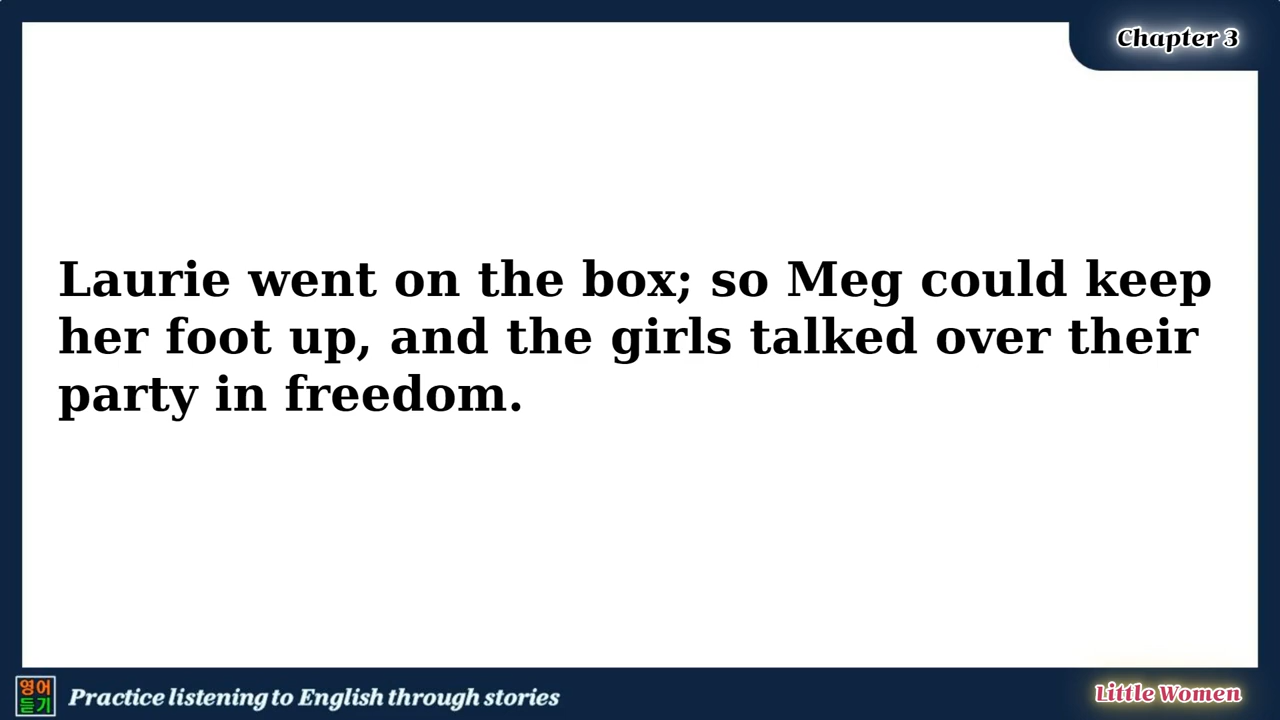 Chapter 3
Laurie went on the box; so Meg could keep
her foot up, and the girls talked over their
party in freedom.
영어
듣기
Practice listening to English through stories
Little Women